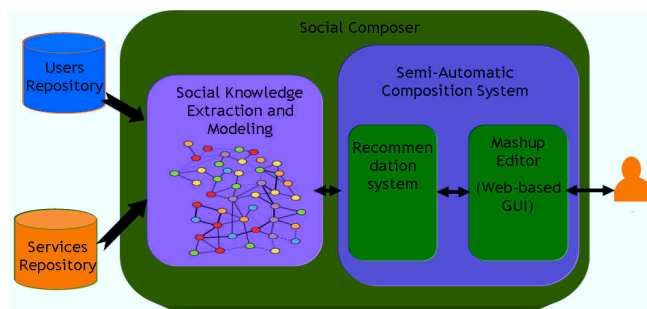 Social Composer
Users
Repository
Social Knowledge
Extraction and
Modeling
Semi-Automatic
Composition System
Recommen
dation
system
Mashup
Editor
(Web-based
GUI)
Services
Repository